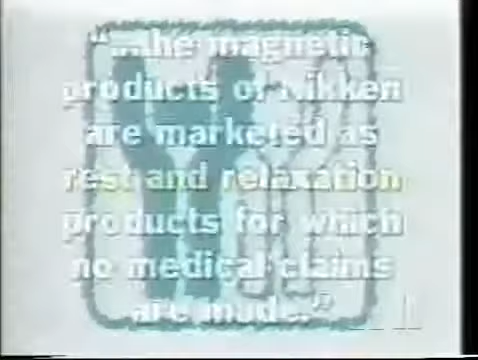 "...the magnetic
products of Nikken
are marketed as
rest and relaxation
products for which
no medical claims
are made."